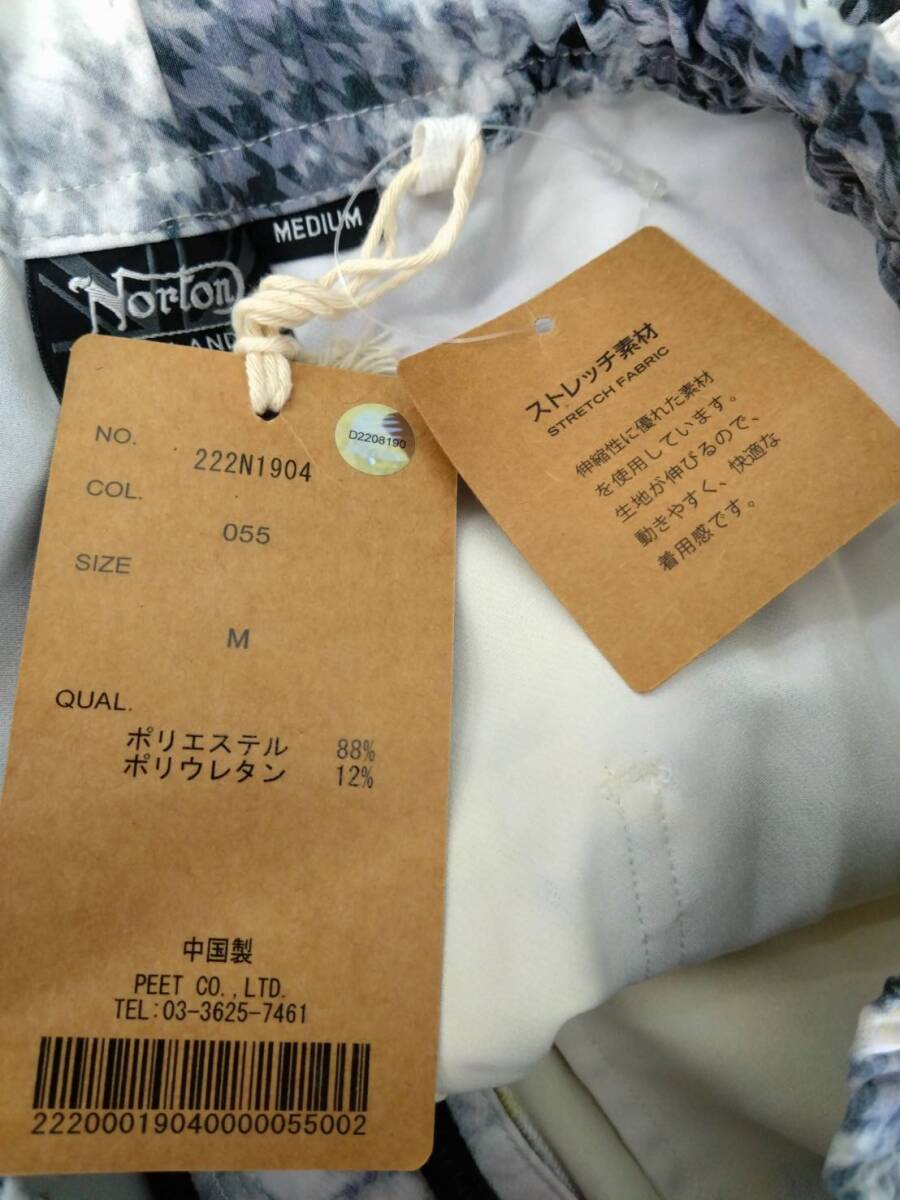 MEDIUM
Norton
NO.
222N1904
D2208190
COL.
055
SIZE
M
QUAL.
ポリエステル 88%
ポリウレタン 12%
中国製
PEET CO.,LTD.
TEL:03-3625-7461
222000190400000055002
ストレッチ素材
STRETCH FABRIC
伸縮性に優れた素材
を使用しています。
生地が伸びるので、
動きやすく、快適な
着用感です。